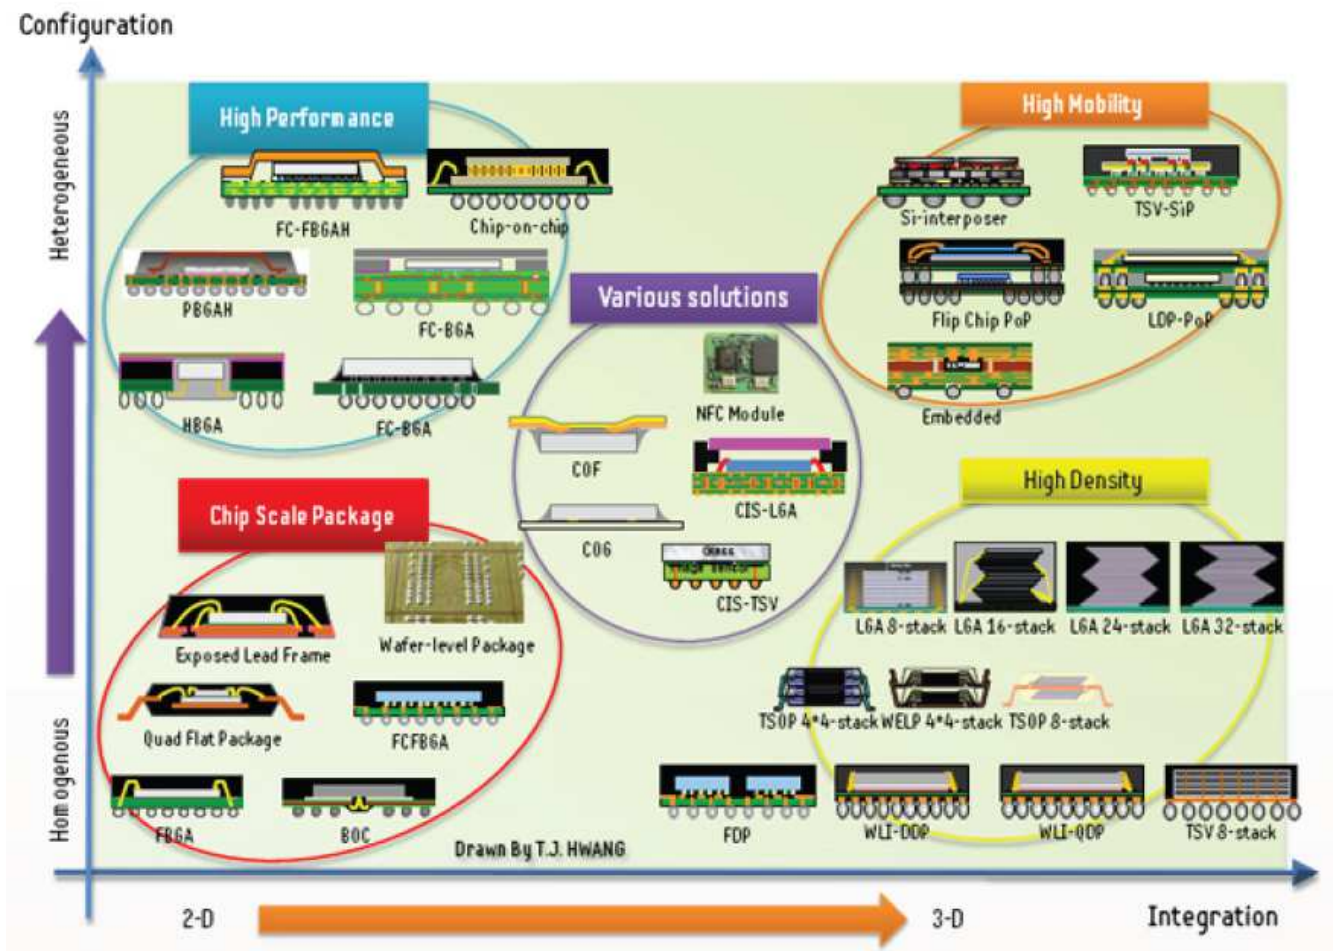 Configuration
Heterogeneous
Homogenous
High Performance
FC-FBGAH
Chip-on-chip
PBGAH
FC-BGA
HBGA
FC-BGA
High Mobility
Si-interposer
TSV-SiP
Flip Chip PoP
LDP-PoP
Embedded
Various solutions
NFC Module
COF
CIS-LGA
COG
CIS-TSV
Chip Scale Package
Exposed Lead Frame
Wafer-level Package
Quad Flat Package
FCFBGA
FBGA
BOC
High Density
LGA 8-stack
LGA 16-stack
LGA 24-stack
LGA 32-stack
TSOP 4*4-stack
WELP 4*4-stack
TSOP 8-stack
FDP
WLI-DDP
WLI-QDP
TSV 8-stack
Drawn By T.J. HWANG
2-D
3-D
Integration